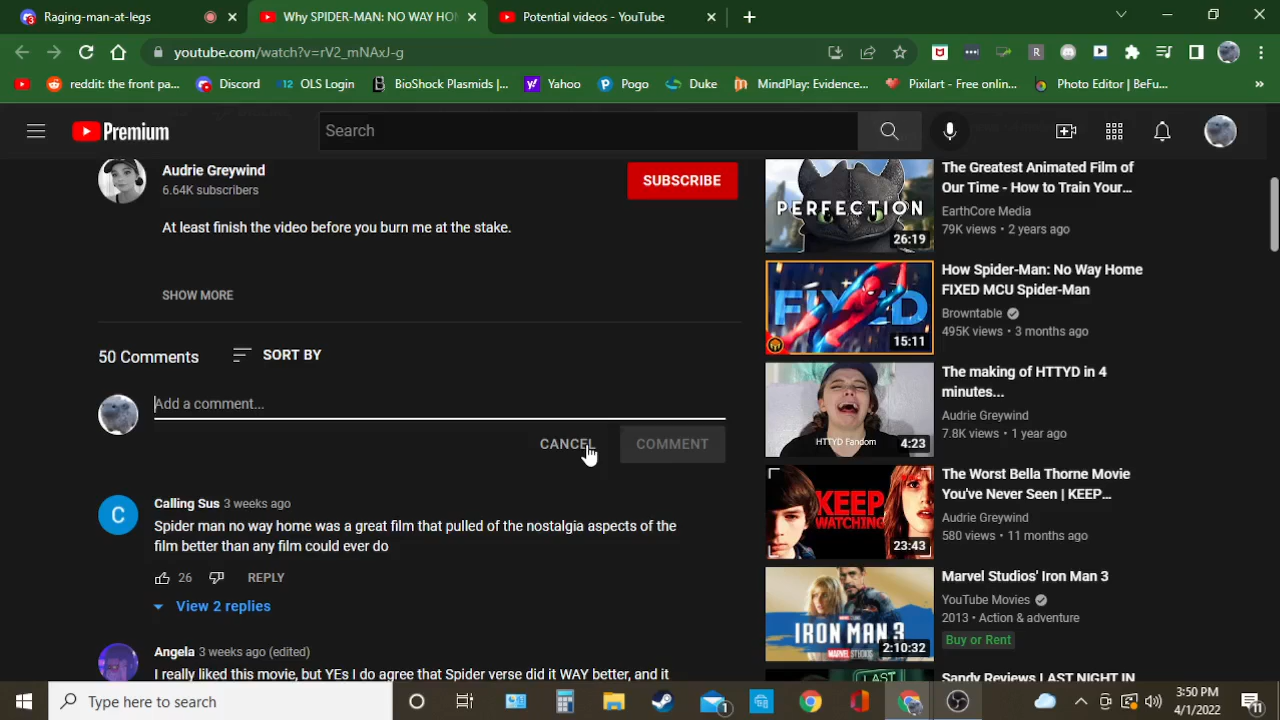 Raging-man-at-legs
Why SPIDER-MAN: NO WAY HO
Potential videos - YouTube
youtube.com/watch?v=rV2_mNAxJ-g
reddit: the front pa...
Discord
12 OLS Login
BioShock Plasmids |...
Yahoo
Pogo
Duke
MindPlay: Evidence...
Pixilart - Free onlin...
Photo Editor | BeFu...
Premium
Search
Audrie Greywind
6.64K subscribers
SUBSCRIBE
At least finish the video before you burn me at the stake.
SHOW MORE
50 Comments
SORT BY
Add a comment...
CANCEL
COMMENT
C
Calling Sus 3 weeks ago
Spider man no way home was a great film that pulled of the nostalgia aspects of the
film better than any film could ever do
26
REPLY
View 2 replies
Angela 3 weeks ago (edited)
I really liked this movie, but YEs I do agree that Spider verse did it WAY better, and it
PERFECTION
26:19
The Greatest Animated Film of
Our Time - How to Train Your...
EarthCore Media
79K views • 2 years ago
FIXED
15:11
How Spider-Man: No Way Home
FIXED MCU Spider-Man
Browntable
495K views • 3 months ago
HTTYD Fandom
4:23
The making of HTTYD in 4
minutes...
Audrie Greywind
7.8K views • 1 year ago
KEEP
WATCHING
23:43
The Worst Bella Thorne Movie
You've Never Seen | KEEP...
Audrie Greywind
580 views • 11 months ago
IRON MAN 3
MARVEL STUDIOS'
2:10:32
Marvel Studios' Iron Man 3
YouTube Movies
2013 • Action & adventure
Buy or Rent
LAST
Sandy Reviews LAST NIGHT IN
Type here to search
1
3:50 PM
4/1/2022
11